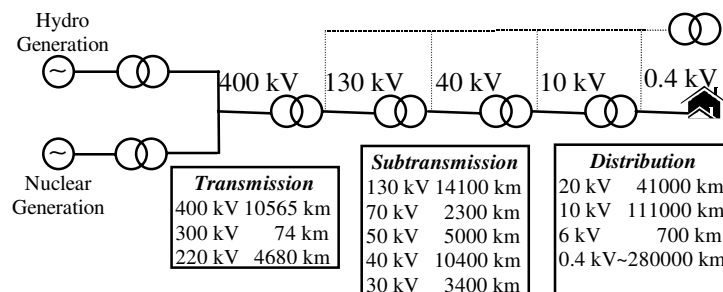 Hydro
Generation
~
400 kV 130 kV 40 kV 10 kV 0.4 kV
~
Nuclear
Generation
Transmission
400 kV 10565 km
300 kV 74 km
220 kV 4680 km
Subtransmission
130 kV 14100 km
70 kV 2300 km
50 kV 5000 km
40 kV 10400 km
30 kV 3400 km
Distribution
20 kV 41000 km
10 kV 111000 km
6 kV 700 km
0.4 kV~280000 km